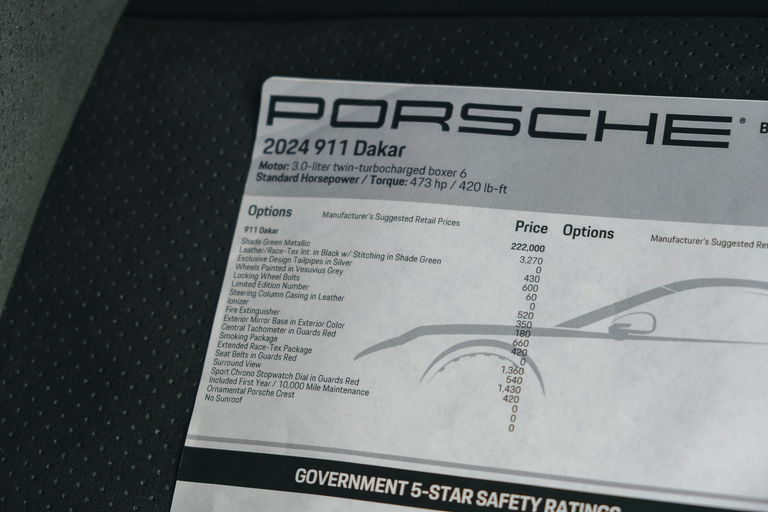 PORSCHE®
2024 911 Dakar
Motor: 3.0-liter twin-turbocharged boxer 6
Standard Horsepower / Torque: 473 hp / 420 lb-ft
Options Manufacturer's Suggested Retail Prices Price Options Manufacturer's Suggested
911 Dakar 222,000
Shade Green Metallic 3,270
Leather/Race-Tex Int. in Black w/ Stitching in Shade Green 0
Exclusive Design Tailpipes in Silver 430
Wheels Painted in Vesuvius Grey 600
Locking Wheel Bolts 60
Limited Edition Number 0
Steering Column Casing in Leather 520
Ionizer 350
Fire Extinguisher 180
Exterior Mirror Base in Exterior Color 660
Central Tachometer in Guards Red 420
Smoking Package 0
Extended Race-Tex Package 1,360
Seat Belts in Guards Red 540
Surround View 1,430
Sport Chrono Stopwatch Dial in Guards Red 420
Included First Year / 10,000 Mile Maintenance 0
Ornamental Porsche Crest 0
No Sunroof 0
GOVERNMENT 5-STAR SAFETY RATINGS